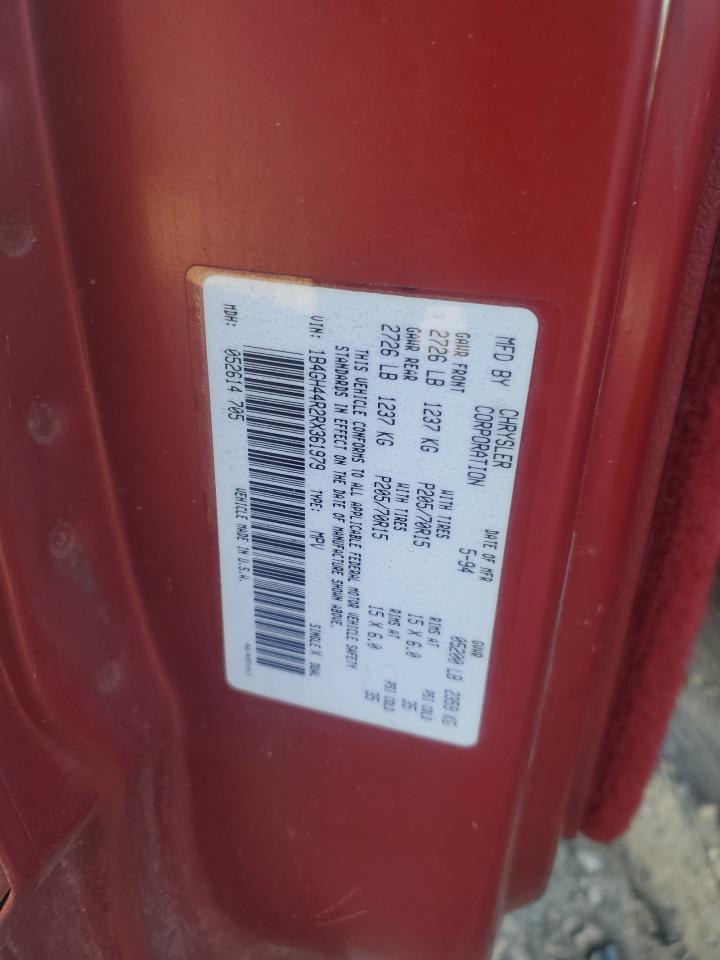 MFD BY CHRYSLER CORPORATION
DATE OF MFR 5-94
GVWR 05200 LB 2359 KG
GAWR FRONT WITH TIRES RIMS AT PSI COLD
2726 LB 1237 KG P205/70R15 15 X 6.0 35
GAWR REAR WITH TIRES RIMS AT PSI COLD
2726 LB 1237 KG P205/70R15 15 X 6.0 35
THIS VEHICLE CONFORMS TO ALL APPLICABLE FEDERAL MOTOR VEHICLE SAFETY
STANDARDS IN EFFECT ON THE DATE OF MANUFACTURE SHOWN ABOVE.
VIN: 1B4GH44R2RX361979 TYPE: MPV SINGLE X DUAL
MDH: 052614 705 VEHICLE MADE IN U.S.A.